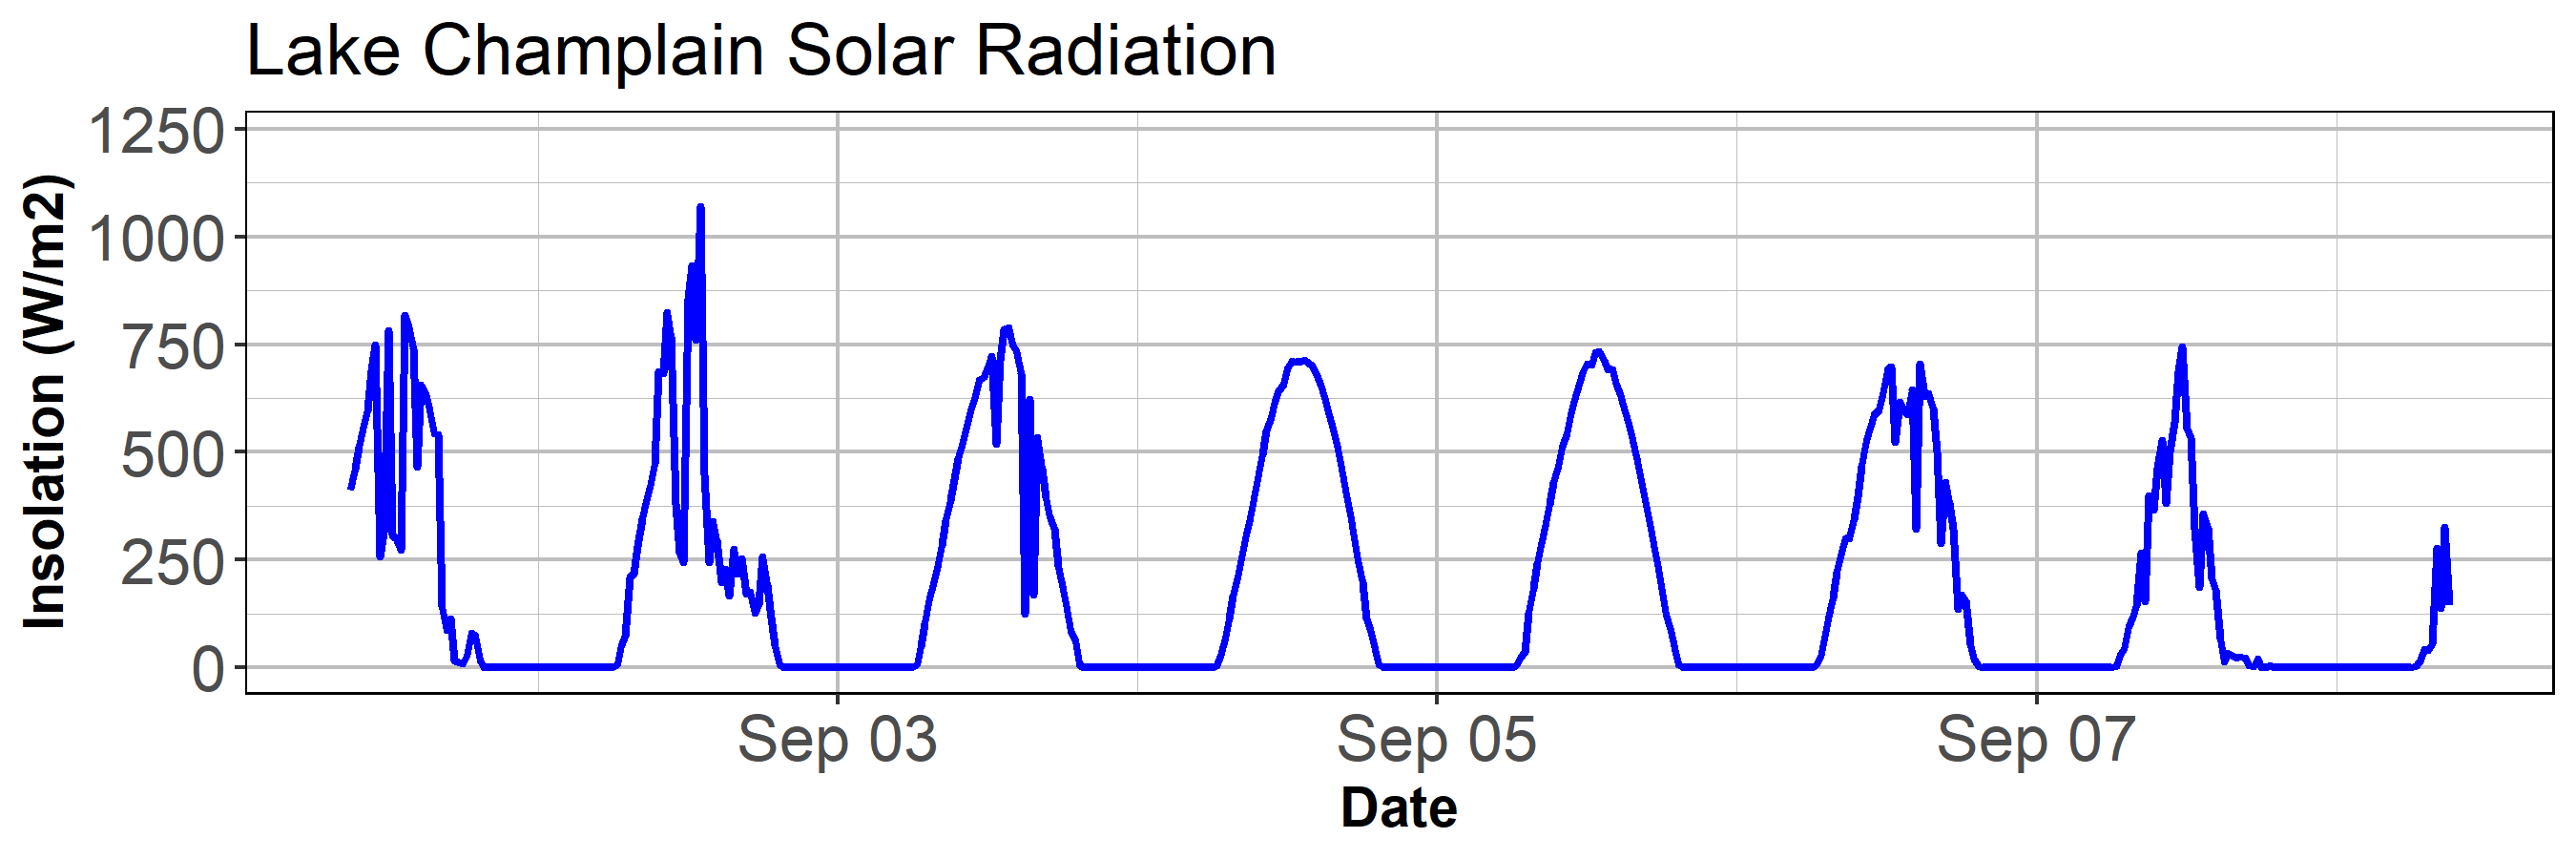 Lake Champlain Solar Radiation
Insolation (W/m2)
1250
1000
750
500
250
0
Sep 03
Sep 05
Sep 07
Date